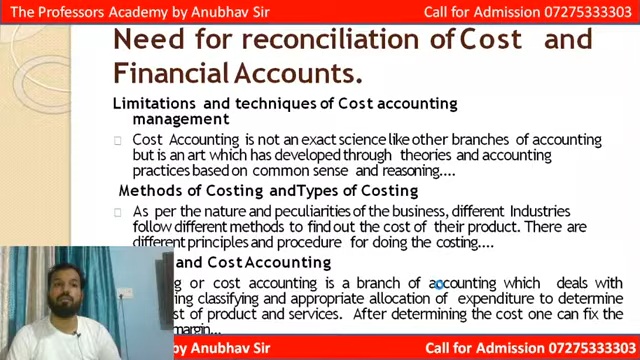 The Professors Academy by Anubhav Sir Call for Admission 07275333303
Need for reconciliation of Cost and
Financial Accounts.
Limitations and techniques of Cost accounting
management
Cost Accounting is not an exact science like other branches of accounting
but is an art which has developed through theories and accounting
practices based on common sense and reasoning....
Methods of Costing andTypes of Costing
As per the nature and peculiarities of the business, different Industries
follow different methods to find out the cost of their product. There are
different principles and procedure for doing the costing....
and Cost Accounting
or cost accounting is a branch of accounting which deals with
classifying and appropriate allocation of expenditure to determine
of product and services. After determining the cost one can fix the
margin...
by Anubhav Sir Call for Admission 07275333303